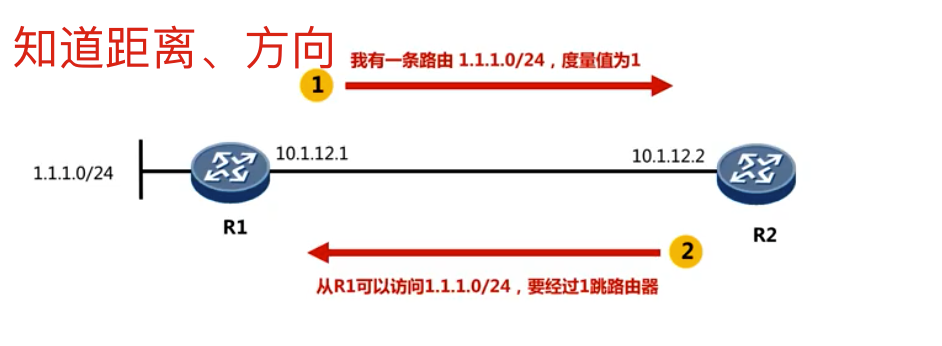 知道距离、方向
我有一条路由 1.1.1.0/24，度量值为1
1
10.1.12.1
10.1.12.2
1.1.1.0/24
R1
R2
2
从R1可以访问1.1.1.0/24，要经过1跳路由器